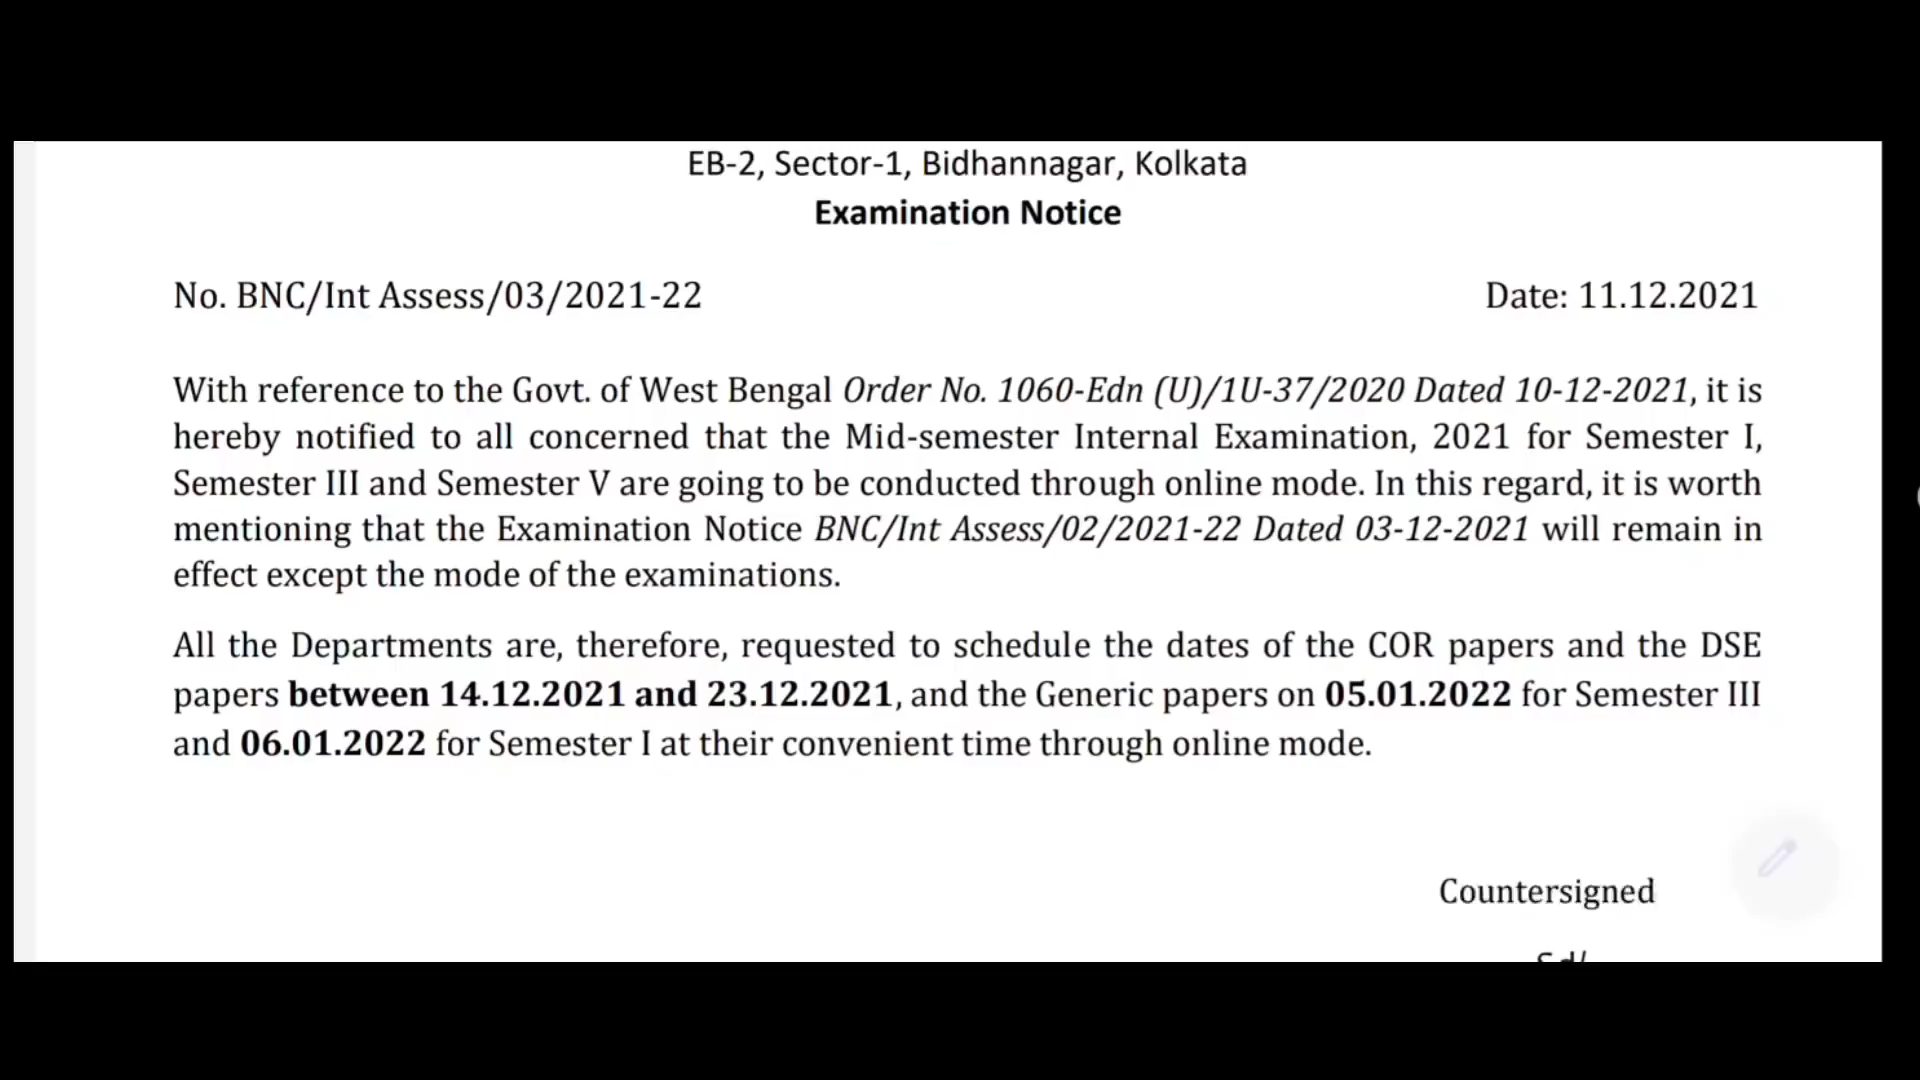 EB-2, Sector-1, Bidhannagar, Kolkata
Examination Notice
No. BNC/Int Assess/03/2021-22
Date: 11.12.2021
With reference to the Govt. of West Bengal Order No. 1060-Edn (U)/1U-37/2020 Dated 10-12-2021, it is
hereby notified to all concerned that the Mid-semester Internal Examination, 2021 for Semester I,
Semester III and Semester V are going to be conducted through online mode. In this regard, it is worth
mentioning that the Examination Notice BNC/Int Assess/02/2021-22 Dated 03-12-2021 will remain in
effect except the mode of the examinations.
All the Departments are, therefore, requested to schedule the dates of the COR papers and the DSE
papers between 14.12.2021 and 23.12.2021, and the Generic papers on 05.01.2022 for Semester III
and 06.01.2022 for Semester I at their convenient time through online mode.
Countersigned